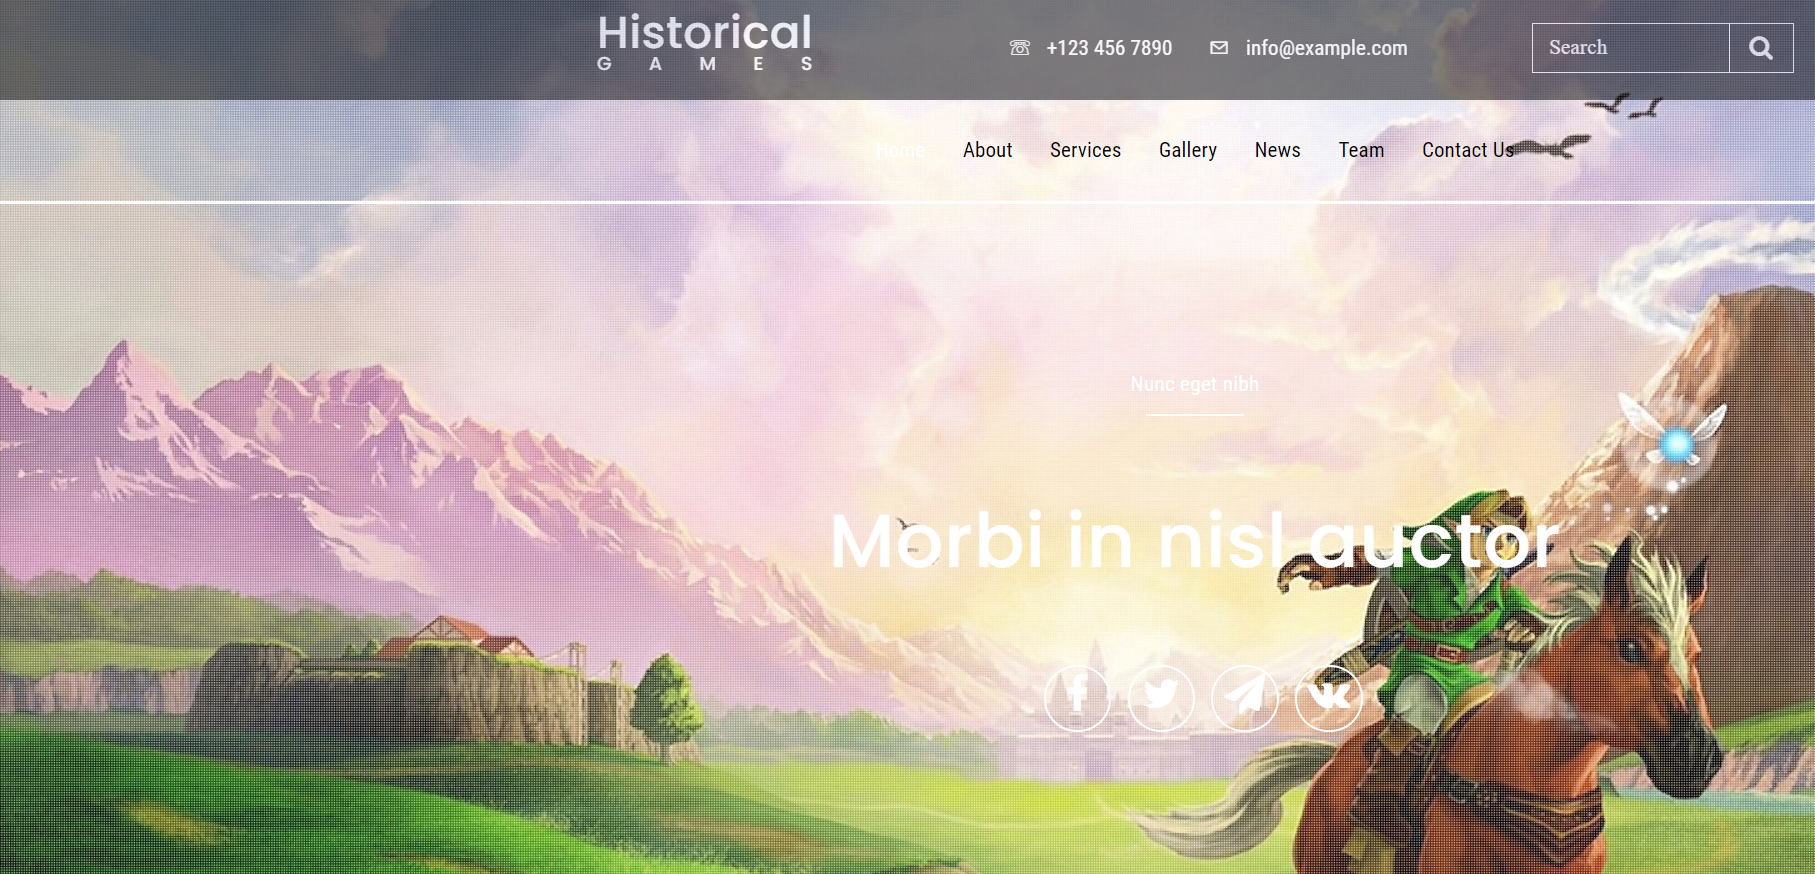 Historical
GAMES
+123 456 7890 info@example.com Search
Home About Services Gallery News Team Contact Us
Nunc eget nibh
Morbi in nisl auctor